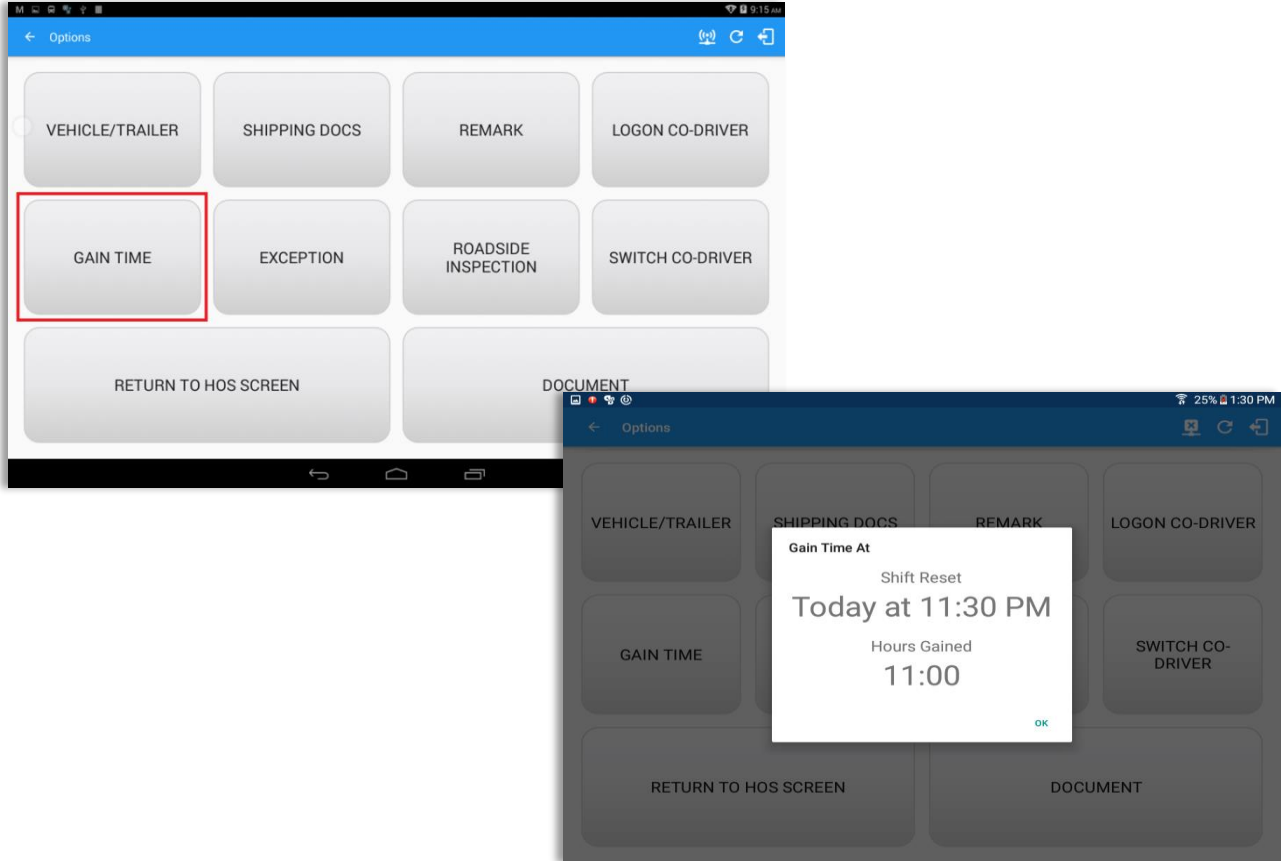 M
9:15 AM
Options
VEHICLE/TRAILER
SHIPPING DOCS
REMARK
LOGON CO-DRIVER
GAIN TIME
EXCEPTION
ROADSIDE
INSPECTION
SWITCH CO-DRIVER
RETURN TO HOS SCREEN
DOCUMENT
25% 1:30 PM
Options
VEHICLE/TRAILER
SHIPPING DOCS
REMARK
LOGON CO-DRIVER
Gain Time At
Shift Reset
Today at 11:30 PM
Hours Gained
11:00
OK
GAIN TIME
SWITCH CO-
DRIVER
RETURN TO HOS SCREEN
DOCUMENT